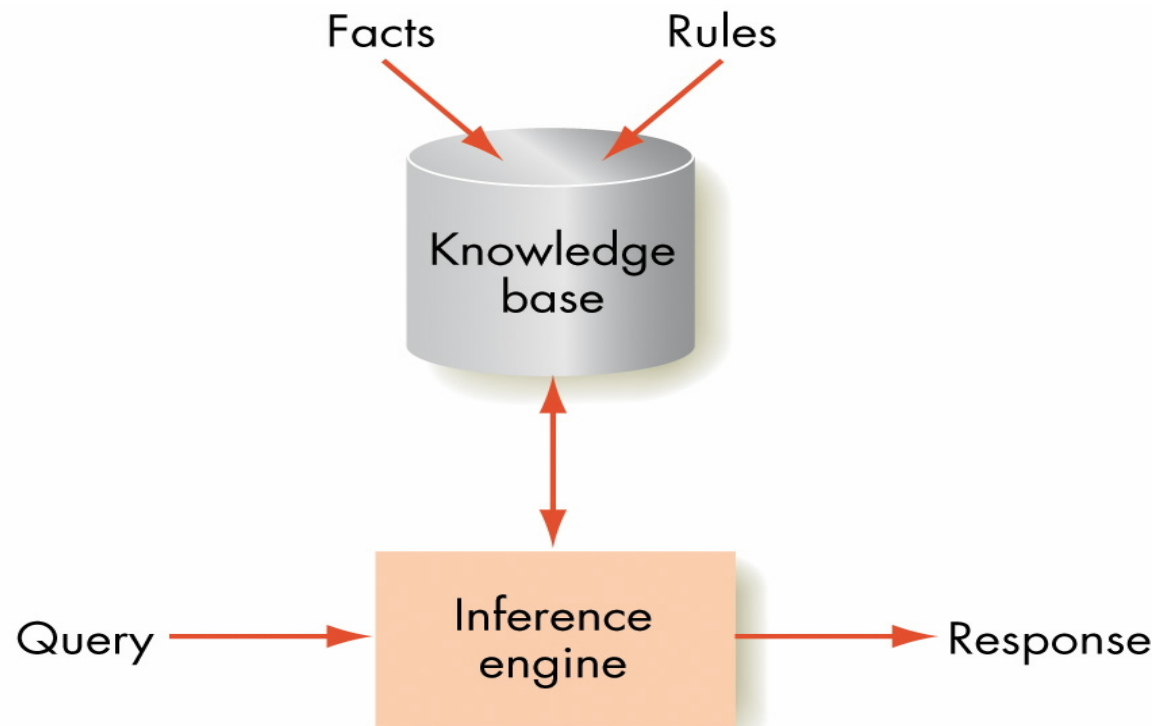 Facts
Rules
Knowledge
base
Query
Inference
engine
Response